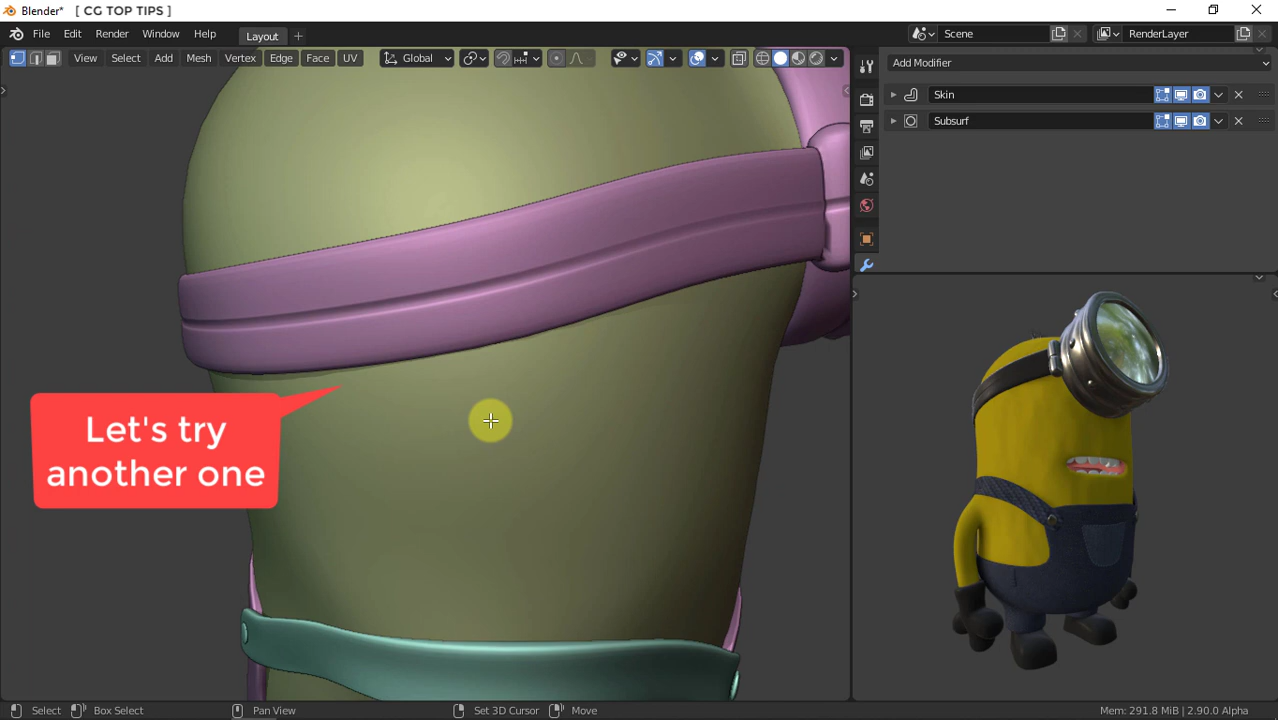 Blender* [ CG TOP TIPS ]
File Edit Render Window Help Layout + Scene RenderLayer
View Select Add Mesh Vertex Edge Face UV Global
Add Modifier
Skin
Subsurf
Let's try
another one
Select Box Select Pan View Set 3D Cursor Move Mem: 291.8 MiB | 2.90.0 Alpha